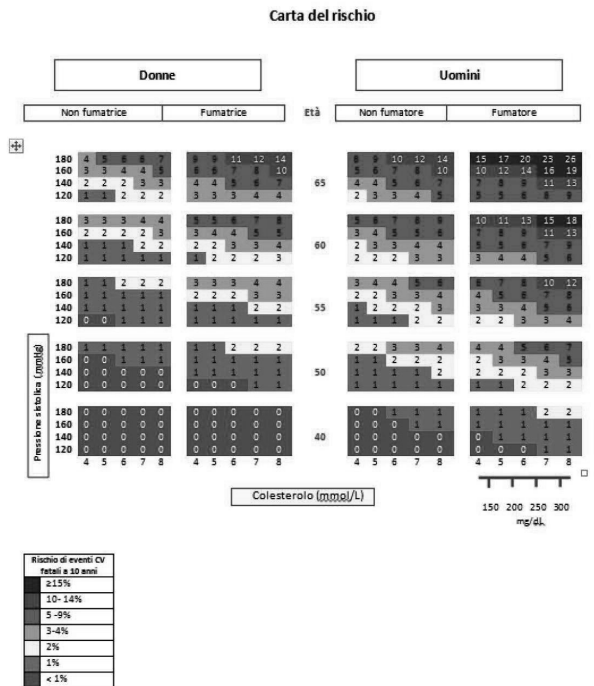 Carta del rischio
Donne Uomini
Non fumatrice Fumatrice Età Non fumatore Fumatore
180 4 5 6 6 7 9 9 11 12 14 8 9 10 12 14 15 17 20 23 26
160 3 3 4 4 5 6 6 7 8 10 5 6 7 8 10 10 12 14 16 19
140 2 2 2 3 3 4 4 5 6 7 65 4 4 5 6 7 7 8 9 11 13
120 1 1 2 2 2 3 3 3 4 4 2 3 3 4 5 5 5 6 8 9
180 3 3 3 4 4 5 5 6 7 8 5 6 7 8 9 10 11 13 15 18
160 2 2 2 2 3 3 4 4 5 5 3 4 5 5 6 7 8 9 11 13
140 1 1 1 2 2 2 2 3 3 4 60 2 3 3 4 4 5 5 6 7 9
120 1 1 1 1 1 1 2 2 2 3 2 2 2 3 3 3 4 4 5 6
180 1 1 2 2 2 3 3 3 4 4 3 4 4 5 6 6 7 8 10 12
160 1 1 1 1 1 2 2 2 3 3 2 2 3 3 4 4 5 6 7 8
140 1 1 1 1 1 1 1 1 2 2 55 1 2 2 2 3 3 3 4 5 6
120 0 0 1 1 1 1 1 1 1 1 1 1 1 2 2 2 2 3 3 4
180 1 1 1 1 1 1 1 2 2 2 2 2 3 3 4 4 4 5 6 7
160 0 0 1 1 1 1 1 1 1 1 1 1 2 2 2 2 3 3 4 5
140 0 0 0 0 0 1 1 1 1 1 50 1 1 1 1 2 2 2 2 3 3
120 0 0 0 0 0 0 0 0 1 1 1 1 1 1 1 1 1 2 2 2
180 0 0 0 0 0 0 0 0 0 0 0 0 1 1 1 1 1 1 2 2
160 0 0 0 0 0 0 0 0 0 0 0 0 0 1 1 1 1 1 1 1
140 0 0 0 0 0 0 0 0 0 0 40 0 0 0 0 0 0 1 1 1 1
120 0 0 0 0 0 0 0 0 0 0 0 0 0 0 0 0 0 0 1 1
4 5 6 7 8 4 5 6 7 8 4 5 6 7 8 4 5 6 7 8
Pressione sistolica (mmHg)
Colesterolo (mmol/L)
150 200 250 300
mg/dL
Rischio di eventi CV
fatali a 10 anni
≥15%
10- 14%
5 -9%
3-4%
2%
1%
< 1%